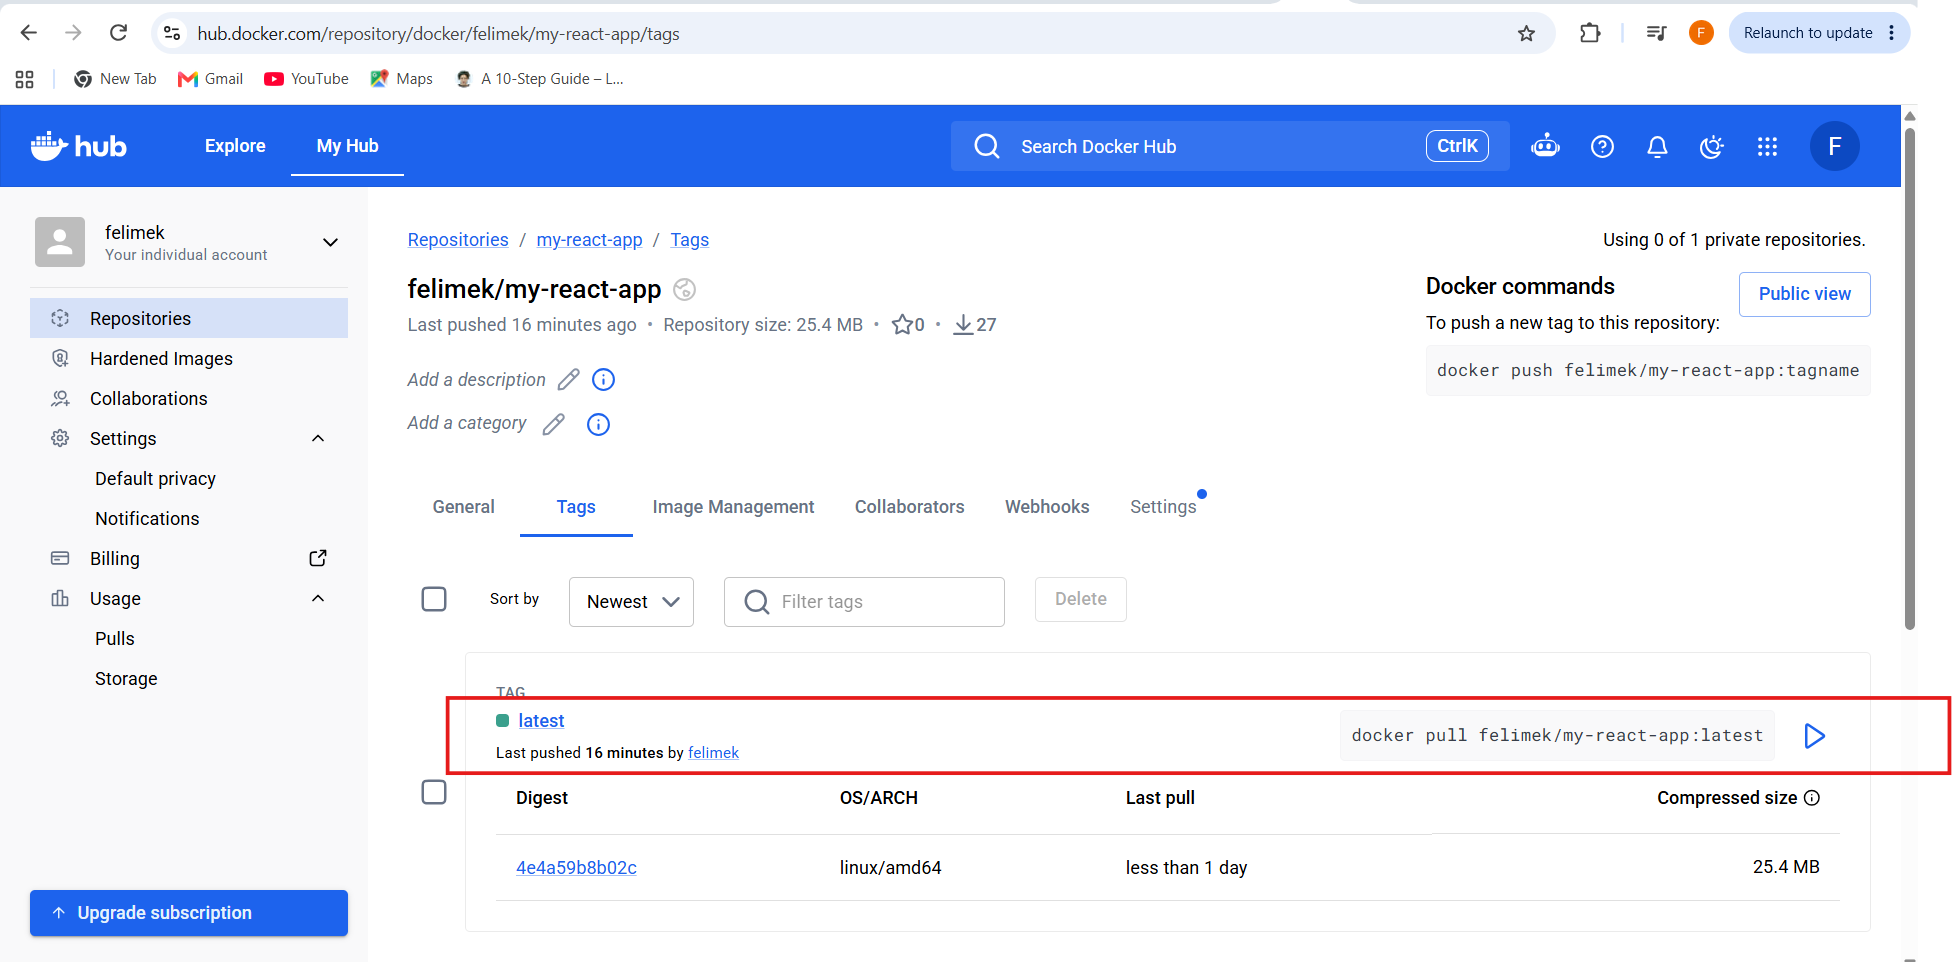 hub.docker.com/repository/docker/felimek/my-react-app/tags
F
Relaunch to update
New Tab
Gmail
YouTube
Maps
A 10-Step Guide – L...
hub
Explore
My Hub
Search Docker Hub
CtrlK
F
felimek
Your individual account
Repositories
Hardened Images
Collaborations
Settings
Default privacy
Notifications
Billing
Usage
Pulls
Storage
Upgrade subscription
Repositories / my-react-app / Tags
Using 0 of 1 private repositories.
felimek/my-react-app
Last pushed 16 minutes ago • Repository size: 25.4 MB • 0 • 27
Add a description
Add a category
Docker commands
Public view
To push a new tag to this repository:
docker push felimek/my-react-app:tagname
General
Tags
Image Management
Collaborators
Webhooks
Settings
Sort by
Newest
Filter tags
Delete
TAG
latest
Last pushed 16 minutes by felimek
docker pull felimek/my-react-app:latest
Digest OS/ARCH Last pull Compressed size
4e4a59b8b02c linux/amd64 less than 1 day 25.4 MB